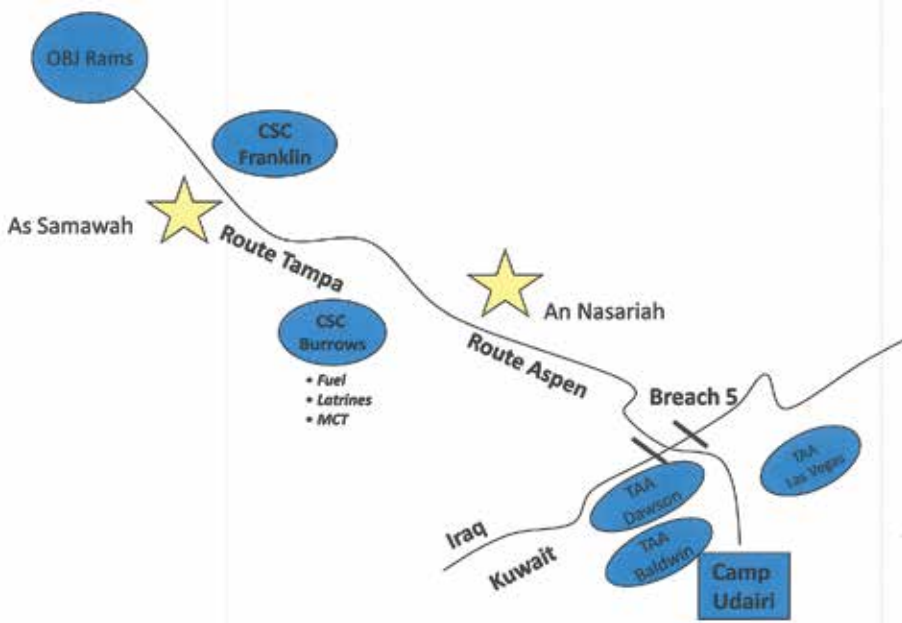 OBJ Rams
CSC
Franklin
As Samawah
Route Tampa
An Nasariah
CSC
Burrows
• Fuel
• Latrines
• MCT
Route Aspen
Breach 5
TAA
Las Vegas
TAA
Dawson
Iraq
Kuwait
TAA
Baldwin
Camp
Udairi